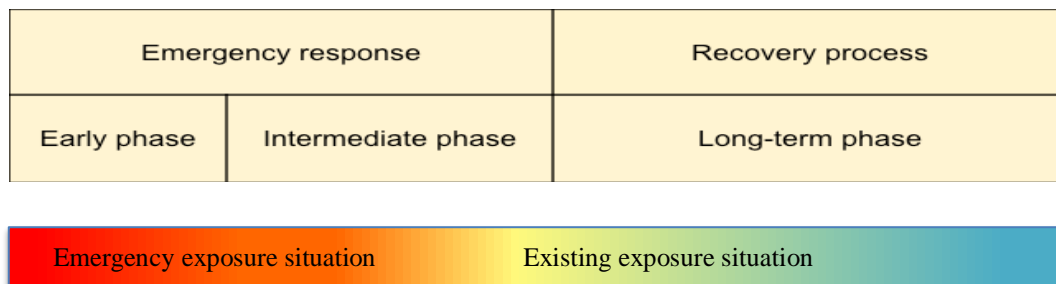 Emergency response
Recovery process
Early phase
Intermediate phase
Long-term phase
Emergency exposure situation
Existing exposure situation